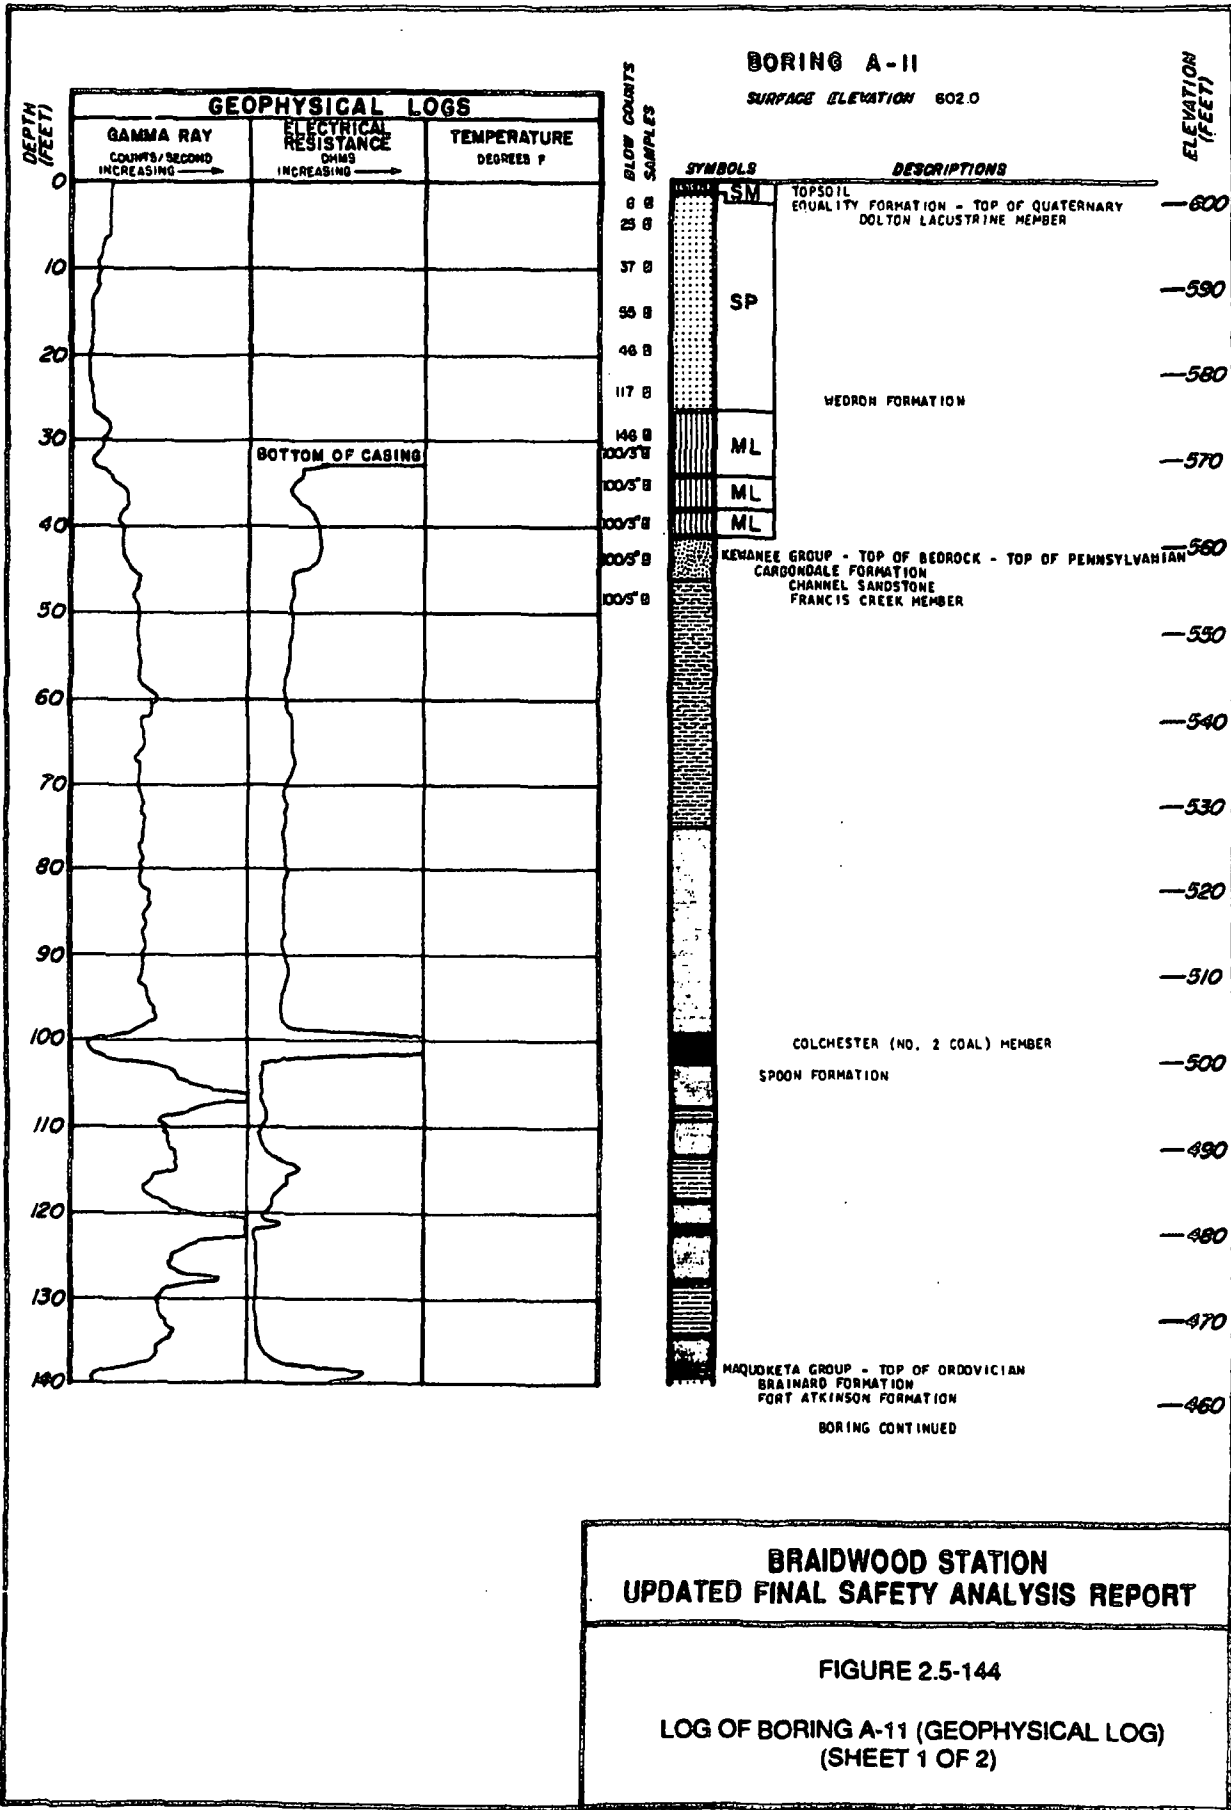 BORING A-11
SURFACE ELEVATION 602.0
DEPTH (FEET)
GEOPHYSICAL LOGS
GAMMA RAY
COUNTS/SECOND
INCREASING
ELECTRICAL RESISTANCE
OHMS
INCREASING
TEMPERATURE
DEGREES F
BLOW COUNTS
SAMPLES
SYMBOLS
DESCRIPTIONS
ELEVATION (FEET)
0
10
20
30
40
50
60
70
80
90
100
110
120
130
140
BOTTOM OF CASING
37
46
117
146
SM
SP
ML
ML
ML
TOPSOIL
EQUALITY FORMATION - TOP OF QUATERNARY
DOLTON LACUSTRINE MEMBER
WEDRON FORMATION
KEWANEE GROUP - TOP OF BEDROCK - TOP OF PENNSYLVANIAN
CARBONDALE FORMATION
CHANNEL SANDSTONE
FRANCIS CREEK MEMBER
COLCHESTER (NO. 2 COAL) MEMBER
SPOON FORMATION
MAQUOKETA GROUP - TOP OF ORDOVICIAN
BRAINARD FORMATION
FORT ATKINSON FORMATION
BORING CONTINUED
600
590
580
570
560
550
540
530
520
510
500
490
480
470
460
BRAIDWOOD STATION
UPDATED FINAL SAFETY ANALYSIS REPORT
FIGURE 2.5-144
LOG OF BORING A-11 (GEOPHYSICAL LOG)
(SHEET 1 OF 2)